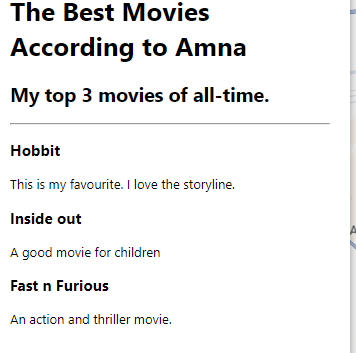 The Best Movies
According to Amna
My top 3 movies of all-time.
Hobbit
This is my favourite. I love the storyline.
Inside out
A good movie for children
Fast n Furious
An action and thriller movie.